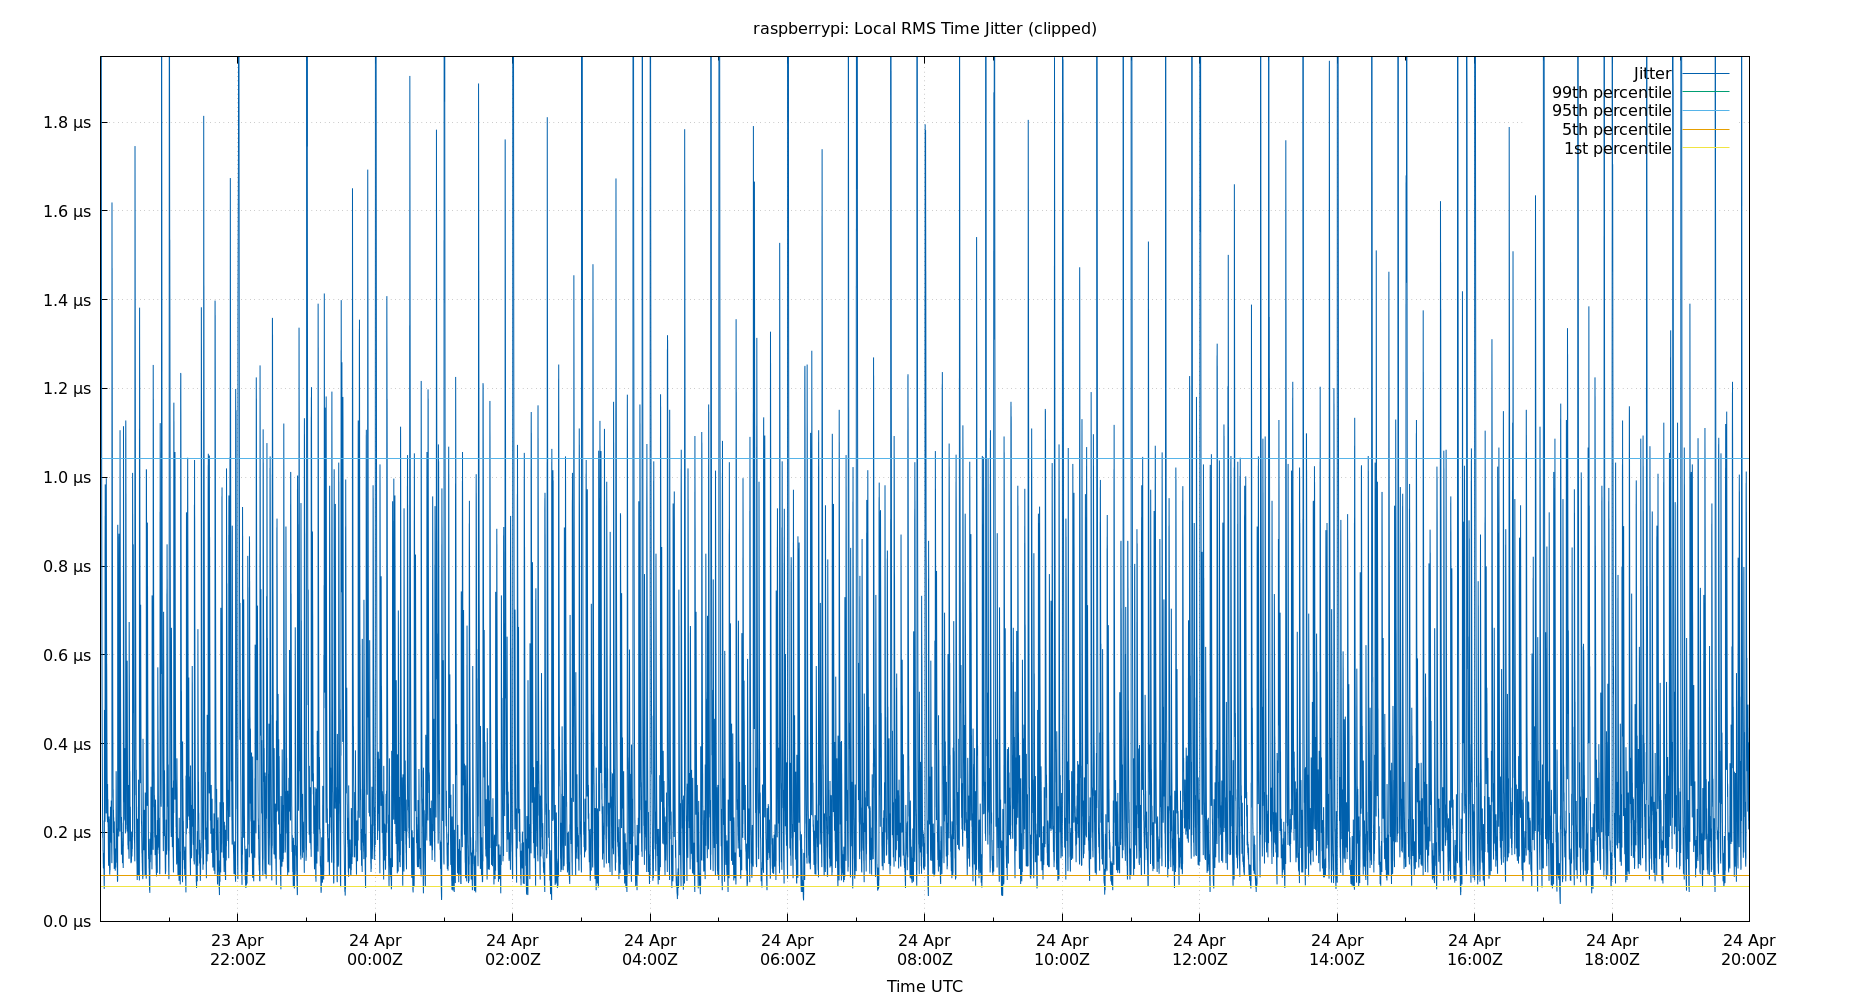 raspberrypi: Local RMS Time Jitter (clipped)
Jitter
99th percentile
95th percentile
5th percentile
1st percentile
1.8 μs
1.6 μs
1.4 μs
1.2 μs
1.0 μs
0.8 μs
0.6 μs
0.4 μs
0.2 μs
0.0 μs
23 Apr 24 Apr 24 Apr 24 Apr 24 Apr 24 Apr 24 Apr 24 Apr 24 Apr 24 Apr 24 Apr 24 Apr
22:00Z 00:00Z 02:00Z 04:00Z 06:00Z 08:00Z 10:00Z 12:00Z 14:00Z 16:00Z 18:00Z 20:00Z
Time UTC